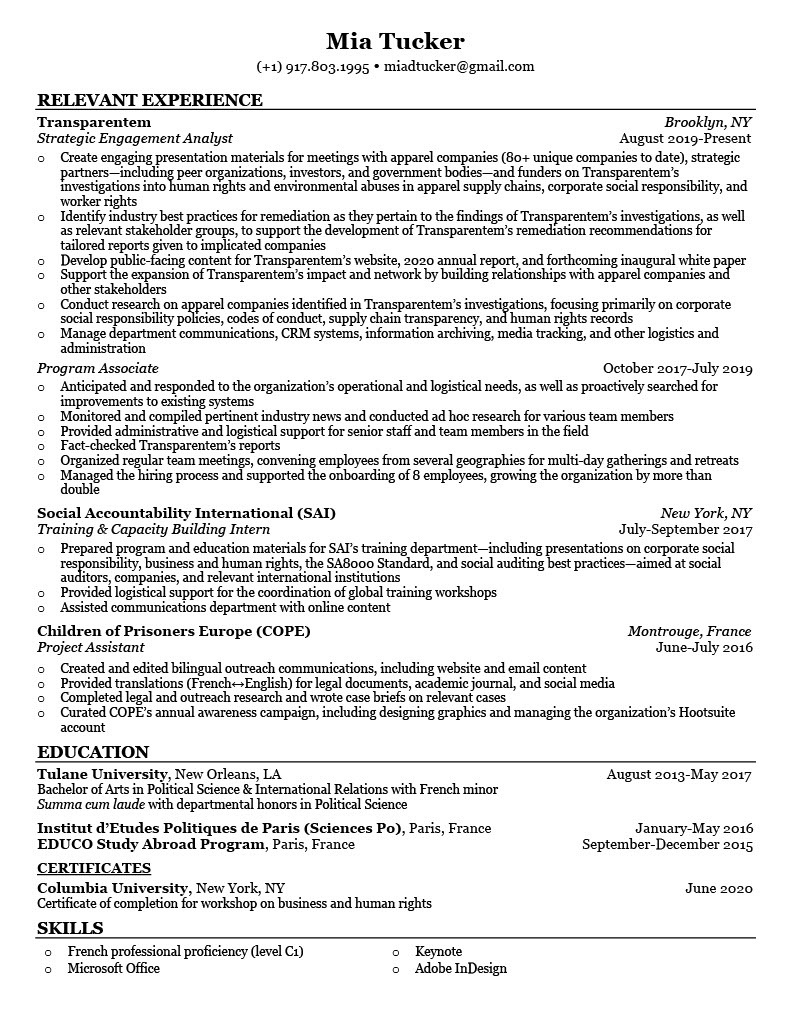 Mia Tucker
(+1) 917.803.1995 • miadtucker@gmail.com
RELEVANT EXPERIENCE
Transparentem Brooklyn, NY
Strategic Engagement Analyst August 2019-Present
o Create engaging presentation materials for meetings with apparel companies (80+ unique companies to date), strategic
partners—including peer organizations, investors, and government bodies—and funders on Transparentem's
investigations into human rights and environmental abuses in apparel supply chains, corporate social responsibility, and
worker rights
o Identify industry best practices for remediation as they pertain to the findings of Transparentem's investigations, as well
as relevant stakeholder groups, to support the development of Transparentem's remediation recommendations for
tailored reports given to implicated companies
o Develop public-facing content for Transparentem's website, 2020 annual report, and forthcoming inaugural white paper
o Support the expansion of Transparentem's impact and network by building relationships with apparel companies and
other stakeholders
o Conduct research on apparel companies identified in Transparentem's investigations, focusing primarily on corporate
social responsibility policies, codes of conduct, supply chain transparency, and human rights records
o Manage department communications, CRM systems, information archiving, media tracking, and other logistics and
administration
Program Associate October 2017-July 2019
o Anticipated and responded to the organization's operational and logistical needs, as well as proactively searched for
improvements to existing systems
o Monitored and compiled pertinent industry news and conducted ad hoc research for various team members
o Provided administrative and logistical support for senior staff and team members in the field
o Fact-checked Transparentem's reports
o Organized regular team meetings, convening employees from several geographies for multi-day gatherings and retreats
o Managed the hiring process and supported the onboarding of 8 employees, growing the organization by more than
double
Social Accountability International (SAI) New York, NY
Training & Capacity Building Intern July-September 2017
o Prepared program and education materials for SAI's training department—including presentations on corporate social
responsibility, business and human rights, the SA8000 Standard, and social auditing best practices—aimed at social
auditors, companies, and relevant international institutions
o Provided logistical support for the coordination of global training workshops
o Assisted communications department with online content
Children of Prisoners Europe (COPE) Montrouge, France
Project Assistant June-July 2016
o Created and edited bilingual outreach communications, including website and email content
o Provided translations (French↔English) for legal documents, academic journal, and social media
o Completed legal and outreach research and wrote case briefs on relevant cases
o Curated COPE's annual awareness campaign, including designing graphics and managing the organization's Hootsuite
account
EDUCATION
Tulane University, New Orleans, LA August 2013-May 2017
Bachelor of Arts in Political Science & International Relations with French minor
Summa cum laude with departmental honors in Political Science
Institut d'Etudes Politiques de Paris (Sciences Po), Paris, France January-May 2016
EDUCO Study Abroad Program, Paris, France September-December 2015
CERTIFICATES
Columbia University, New York, NY June 2020
Certificate of completion for workshop on business and human rights
SKILLS
o French professional proficiency (level C1) o Keynote
o Microsoft Office o Adobe InDesign